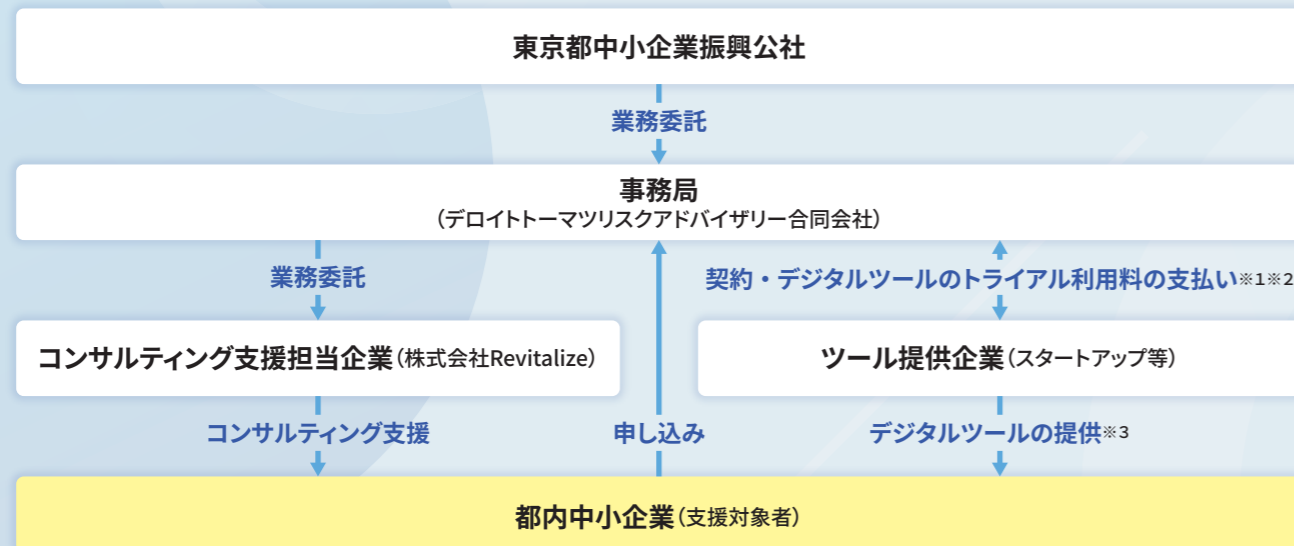 東京都中小企業振興公社
業務委託
事務局
（デロイトトーマツリスクアドバイザリー合同会社）
業務委託
契約・デジタルツールのトライアル利用料の支払い※1※2
コンサルティング支援担当企業（株式会社Revitalize）
ツール提供企業（スタートアップ等）
コンサルティング支援
申し込み
デジタルツールの提供※3
都内中小企業（支援対象者）